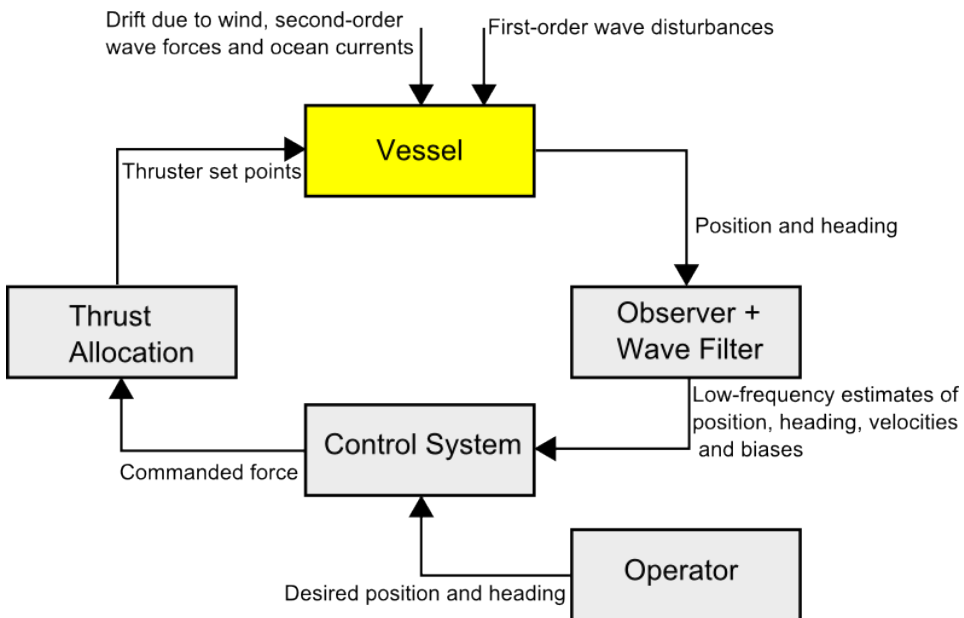 Drift due to wind, second-order
wave forces and ocean currents
First-order wave disturbances
Vessel
Thruster set points
Position and heading
Thrust
Allocation
Observer +
Wave Filter
Low-frequency estimates of
position, heading, velocities
and biases
Control System
Commanded force
Operator
Desired position and heading